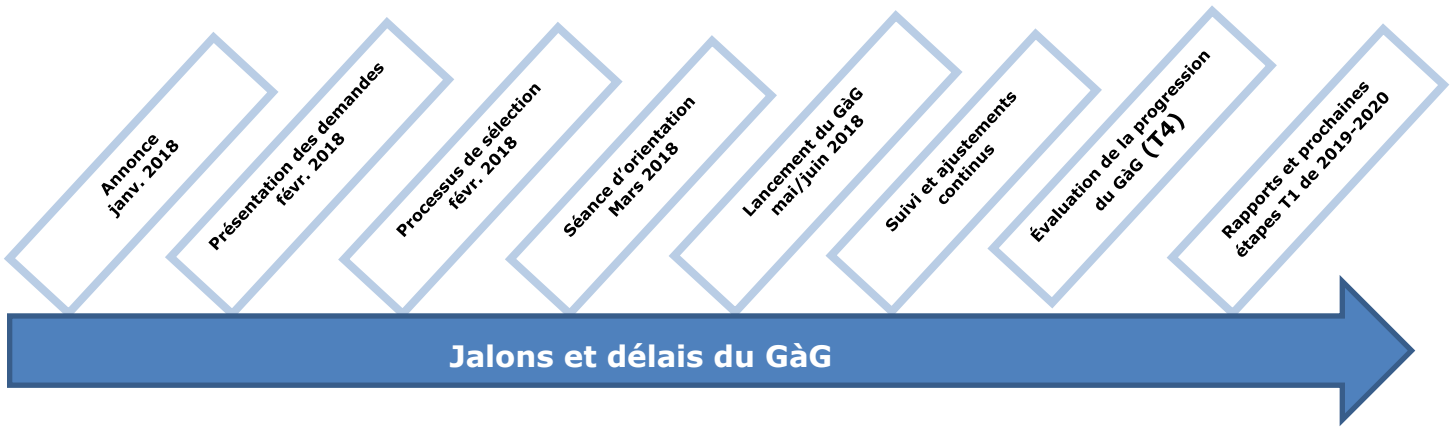 Annonce
janv. 2018
Présentation des demandes
févr. 2018
Processus de sélection
févr. 2018
Séance d'orientation
Mars 2018
Lancement du GàG
mai/juin 2018
Suivi et ajustements
continus
Évaluation de la progression
du GàG (T4)
Rapports et prochaines
étapes T1 de 2019-2020
Jalons et délais du GàG